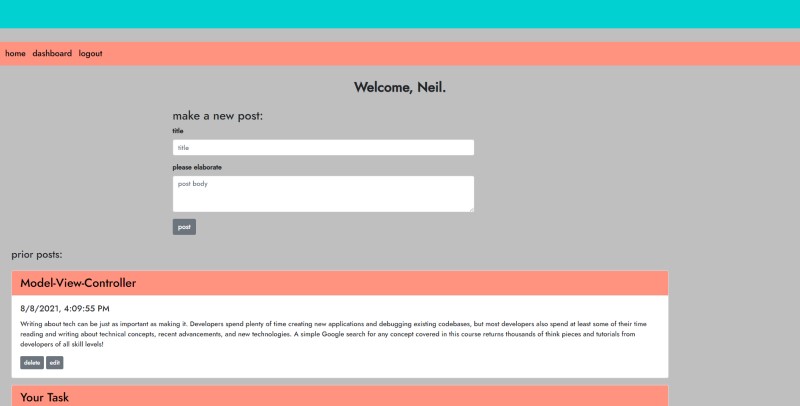 home dashboard logout
Welcome, Neil.
make a new post:
title
title
please elaborate
post body
post
prior posts:
Model-View-Controller
8/8/2021, 4:09:55 PM
Writing about tech can be just as important as making it. Developers spend plenty of time creating new applications and debugging existing codebases, but most developers also spend at least some of their time
reading and writing about technical concepts, recent advancements, and new technologies. A simple Google search for any concept covered in this course returns thousands of think pieces and tutorials from
developers of all skill levels!
delete edit
Your Task